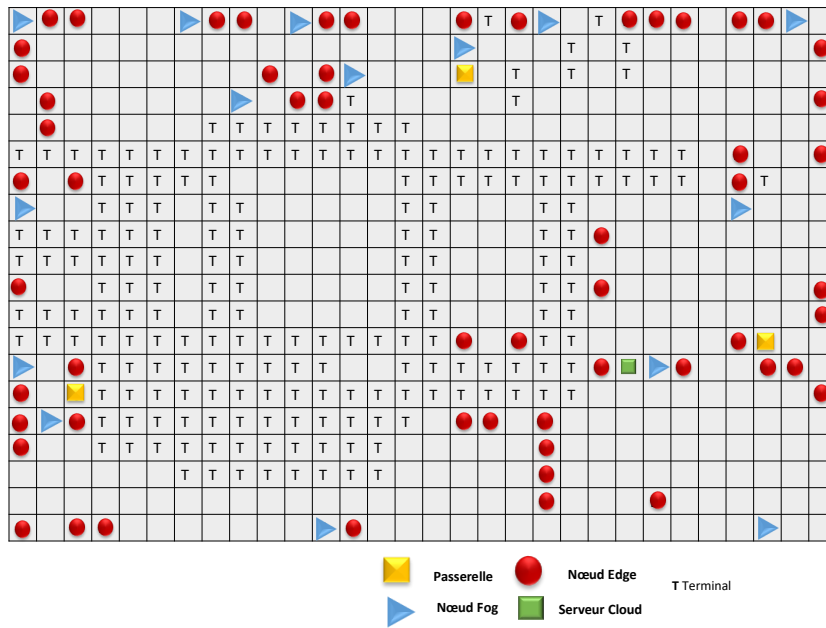 T T
T T
T T T
T T
T T T T T T T T
T T T T T T T T T T T T T T T T T T T T T T T T T
T T T T T T T T T T T T T T T T T
T T T T T T T T T
T T T T T T T T T T T T
T T T T T T T T T T T T
T T T T T T T T T
T T T T T T T T T T T T
T T T T T T T T T T T T T T T T T T
T T T T T T T T T T T T T T T T
T T T T T T T T T T T T T T T T T T
T T T T T T T T T T T T
T T T T T T T T T T T
T T T T T T T T
Passerelle Nœud Edge T Terminal
Nœud Fog Serveur Cloud